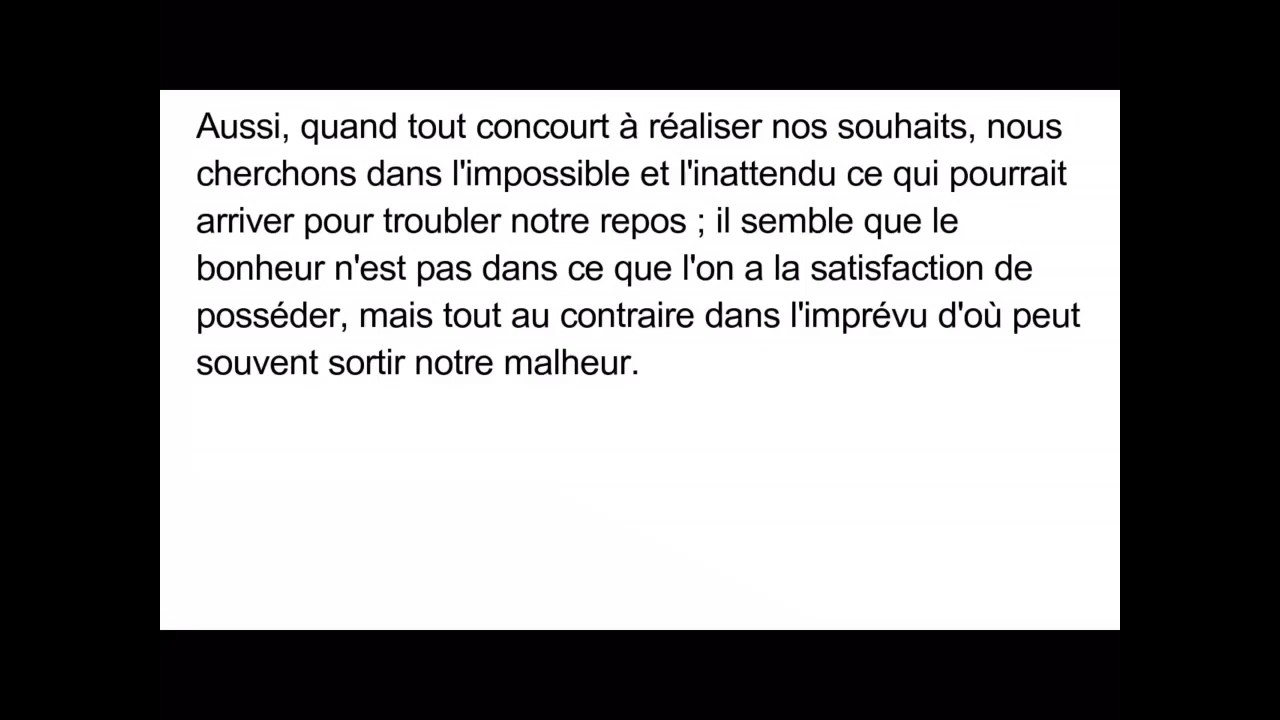 Aussi, quand tout concourt à réaliser nos souhaits, nous
cherchons dans l'impossible et l'inattendu ce qui pourrait
arriver pour troubler notre repos ; il semble que le
bonheur n'est pas dans ce que l'on a la satisfaction de
posséder, mais tout au contraire dans l'imprévu d'où peut
souvent sortir notre malheur.